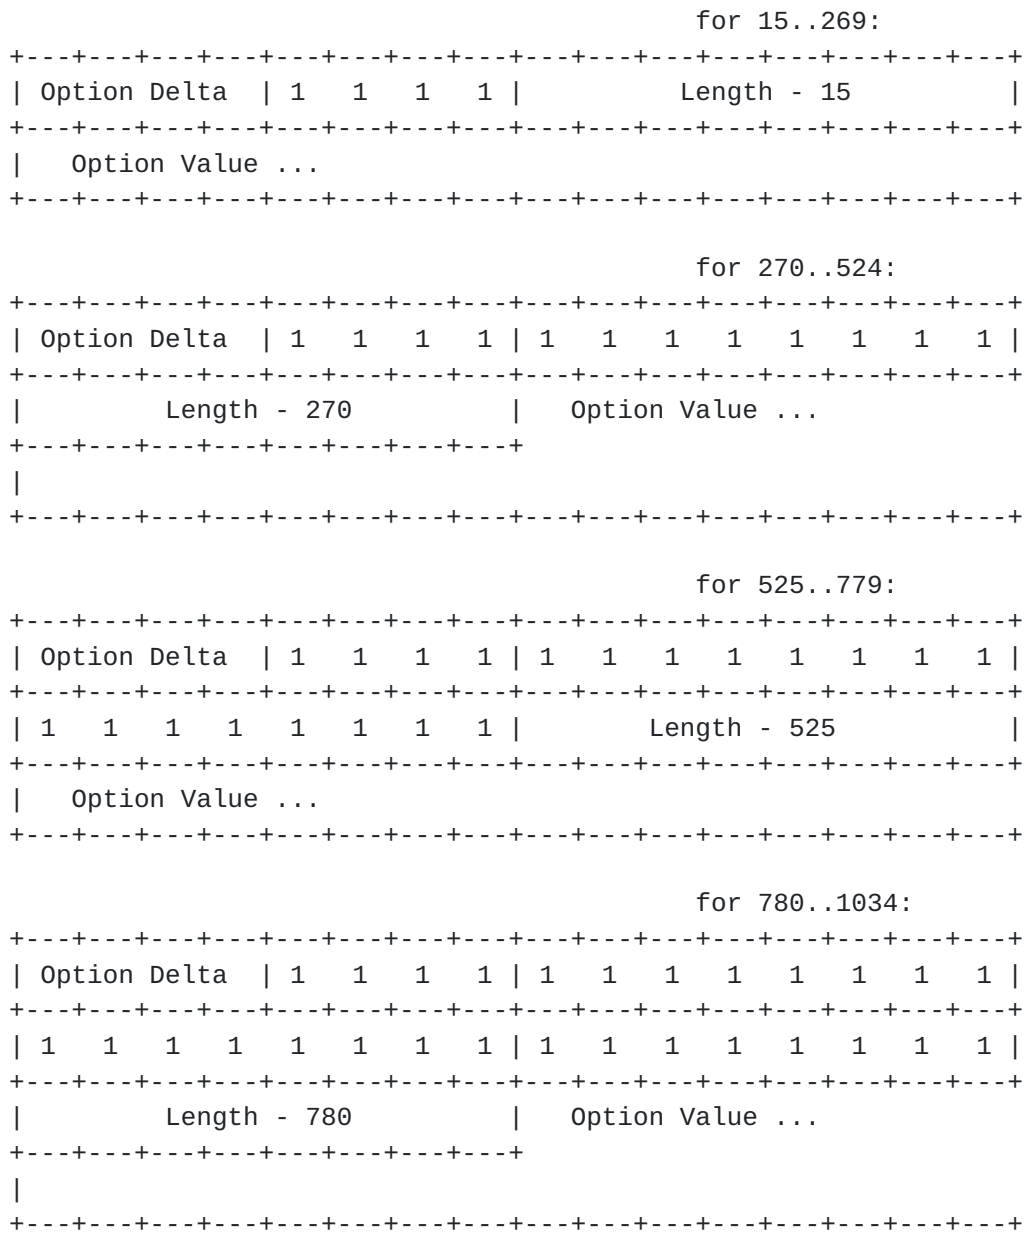 for 15..269:
+---+---+---+---+---+---+---+---+---+---+---+---+---+---+---+---+
| Option Delta  | 1   1   1   1 |          Length - 15          |
+---+---+---+---+---+---+---+---+---+---+---+---+---+---+---+---+
|   Option Value ...
+---+---+---+---+---+---+---+---+---+---+---+---+---+---+---+---+

                                            for 270..524:
+---+---+---+---+---+---+---+---+---+---+---+---+---+---+---+---+
| Option Delta  | 1   1   1   1 | 1   1   1   1   1   1   1   1 |
+---+---+---+---+---+---+---+---+---+---+---+---+---+---+---+---+
|         Length - 270          |   Option Value ...
+---+---+---+---+---+---+---+---+
|
+---+---+---+---+---+---+---+---+---+---+---+---+---+---+---+---+

                                            for 525..779:
+---+---+---+---+---+---+---+---+---+---+---+---+---+---+---+---+
| Option Delta  | 1   1   1   1 | 1   1   1   1   1   1   1   1 |
+---+---+---+---+---+---+---+---+---+---+---+---+---+---+---+---+
| 1   1   1   1   1   1   1   1 |        Length - 525           |
+---+---+---+---+---+---+---+---+---+---+---+---+---+---+---+---+
|   Option Value ...
+---+---+---+---+---+---+---+---+---+---+---+---+---+---+---+---+

                                            for 780..1034:
+---+---+---+---+---+---+---+---+---+---+---+---+---+---+---+---+
| Option Delta  | 1   1   1   1 | 1   1   1   1   1   1   1   1 |
+---+---+---+---+---+---+---+---+---+---+---+---+---+---+---+---+
| 1   1   1   1   1   1   1   1 | 1   1   1   1   1   1   1   1 |
+---+---+---+---+---+---+---+---+---+---+---+---+---+---+---+---+
|         Length - 780          |   Option Value ...
+---+---+---+---+---+---+---+---+
|
+---+---+---+---+---+---+---+---+---+---+---+---+---+---+---+---+